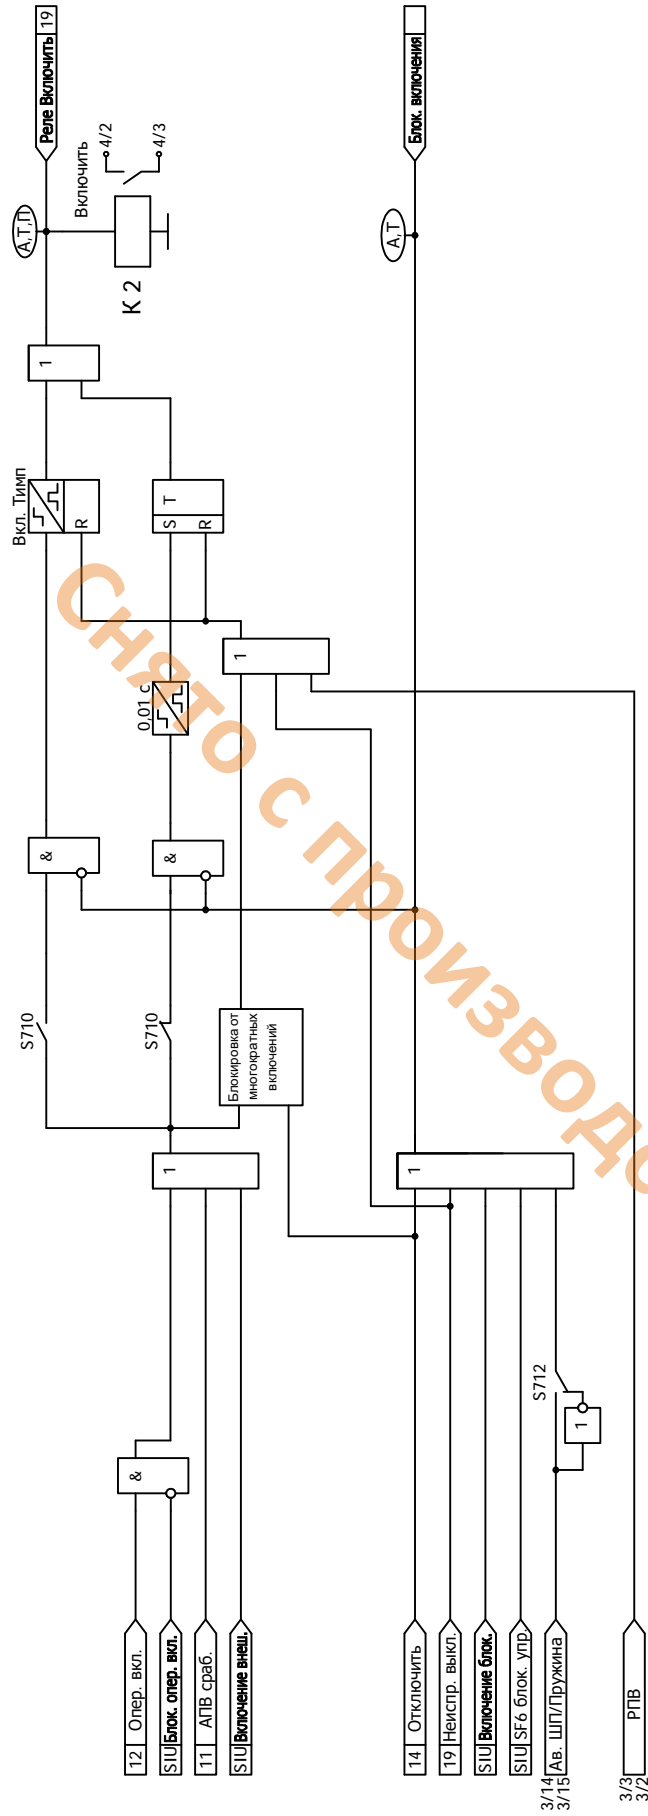 Реле Включить 19
А,Т,П
Включить
4/2
4/3
К 2
1
Вкл. Тимп
R
S T
R
0,01 с
1
&
&
S710
S710
Блокировка от
многократных
включений
1
&
12 Опер. вкл.
SIU Блок. опер. вкл.
11 АПВ сраб.
SIU Включение внеш.
Блок. включения
А,Т
1
S712
1
14 Отключить
19 Неиспр. выкл.
SIU Включение блок.
SIU SF6 блок. упр.
3/14
3/15
Ав. ШП/Пружина
3/3
3/2
РПВ
Снято с производс